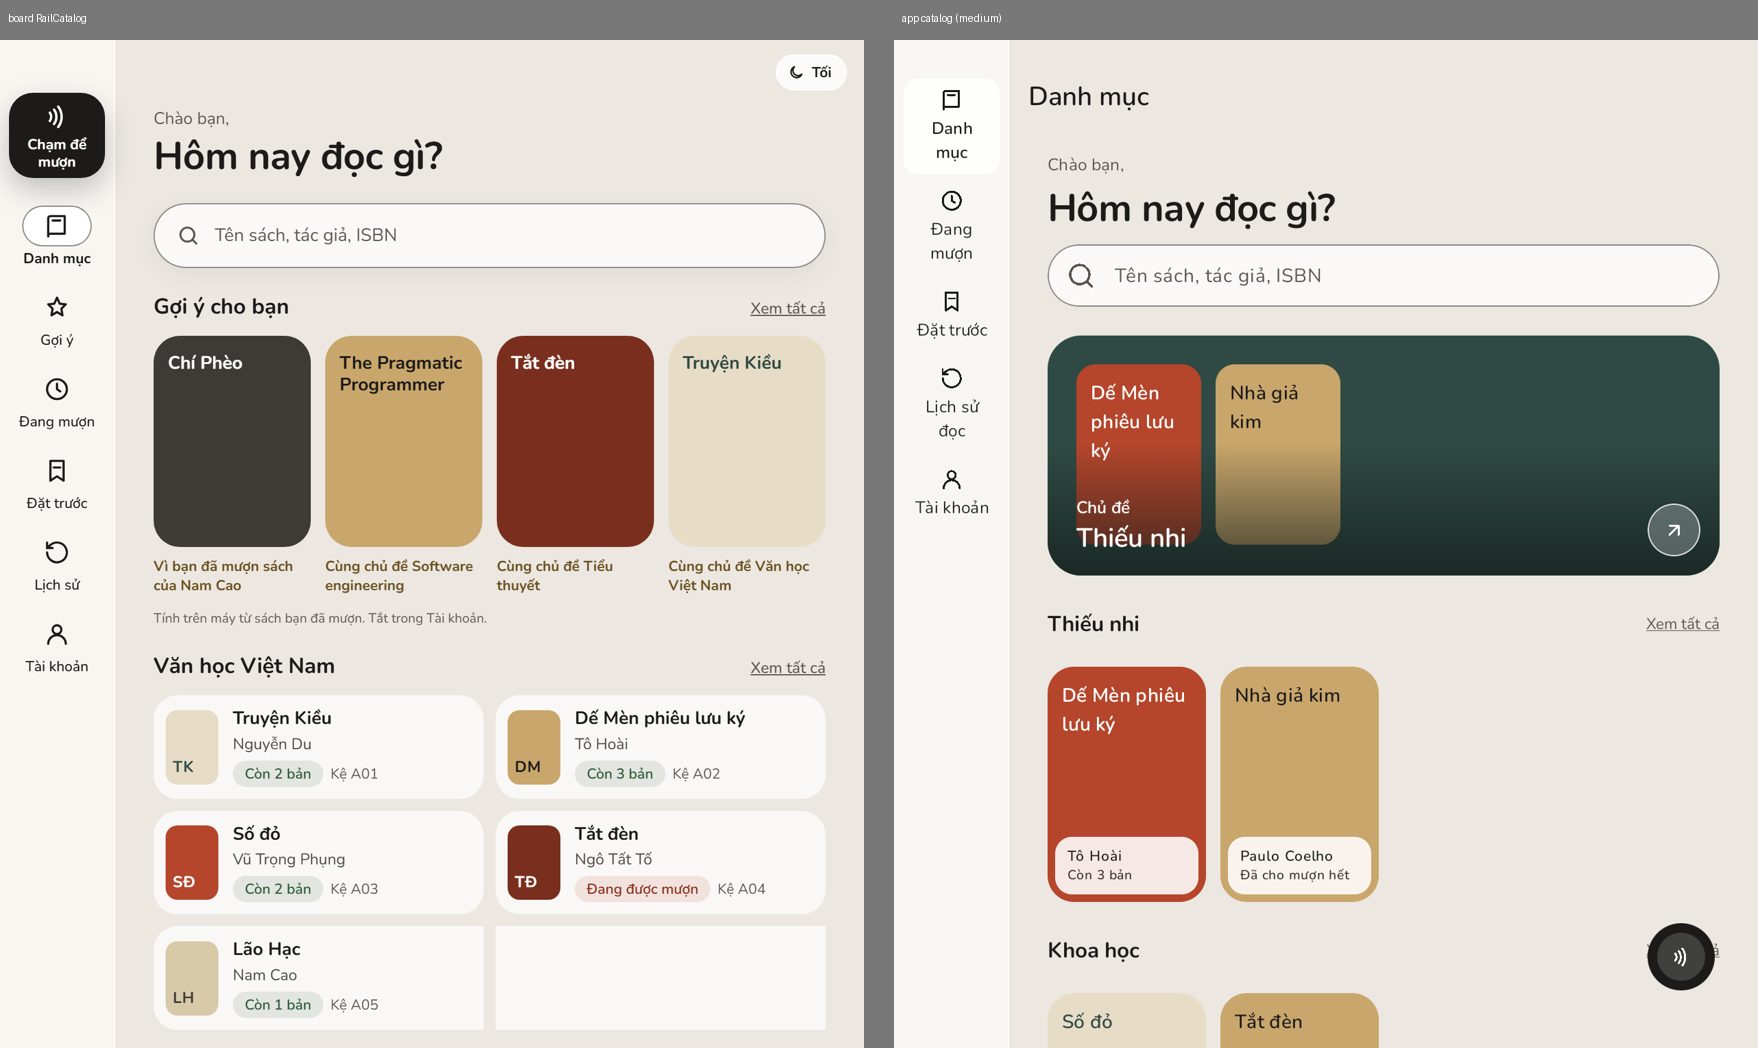 board RailCatalog
Chạm để
mượn
Danh mục
Gợi ý
Đang mượn
Đặt trước
Lịch sử
Tài khoản
Tối
Chào bạn,
Hôm nay đọc gì?
Tên sách, tác giả, ISBN
Gợi ý cho bạn
Xem tất cả
Chí Phèo
The Pragmatic
Programmer
Tắt đèn
Truyện Kiều
Vì bạn đã mượn sách
của Nam Cao
Cùng chủ đề Software
engineering
Cùng chủ đề Tiểu
thuyết
Cùng chủ đề Văn học
Việt Nam
Tính trên máy từ sách bạn đã mượn. Tắt trong Tài khoản.
Văn học Việt Nam
Xem tất cả
TK
Truyện Kiều
Nguyễn Du
Còn 2 bản
Kệ A01
DM
Dế Mèn phiêu lưu ký
Tô Hoài
Còn 3 bản
Kệ A02
SĐ
Số đỏ
Vũ Trọng Phụng
Còn 2 bản
Kệ A03
TĐ
Tắt đèn
Ngô Tất Tố
Đang được mượn
Kệ A04
LH
Lão Hạc
Nam Cao
Còn 1 bản
Kệ A05
app catalog (medium)
Danh
mục
Đang
mượn
Đặt trước
Lịch sử
đọc
Tài khoản
Danh mục
Chào bạn,
Hôm nay đọc gì?
Tên sách, tác giả, ISBN
Dế Mèn
phiêu lưu
ký
Nhà giả
kim
Chủ đề
Thiếu nhi
Thiếu nhi
Xem tất cả
Dế Mèn phiêu
lưu ký
Tô Hoài
Còn 3 bản
Nhà giả kim
Paulo Coelho
Đã cho mượn hết
Khoa học
Số đỏ
Tắt đèn